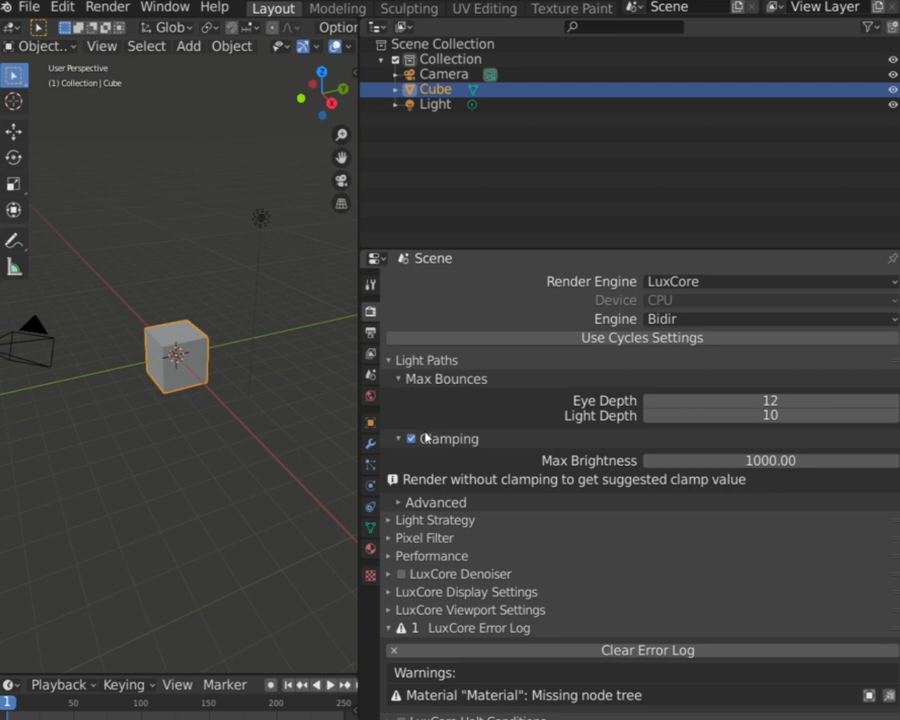 File Edit Render Window Help Layout Modeling Sculpting UV Editing Texture Paint Scene View Layer
Glob Option
Object.. View Select Add Object
Scene Collection
Collection
Camera
Cube
Light
User Perspective
(1) Collection | Cube
Z
Y
X
Scene
Render Engine LuxCore
Device CPU
Engine Bidir
Use Cycles Settings
Light Paths
Max Bounces
Eye Depth 12
Light Depth 10
Clamping
Max Brightness 1000.00
Render without clamping to get suggested clamp value
Advanced
Light Strategy
Pixel Filter
Performance
LuxCore Denoiser
LuxCore Display Settings
LuxCore Viewport Settings
1 LuxCore Error Log
Clear Error Log
Warnings:
Material "Material": Missing node tree
LuxCore Halt Conditions
Playback Keying View Marker
1 50 100 150 200 250